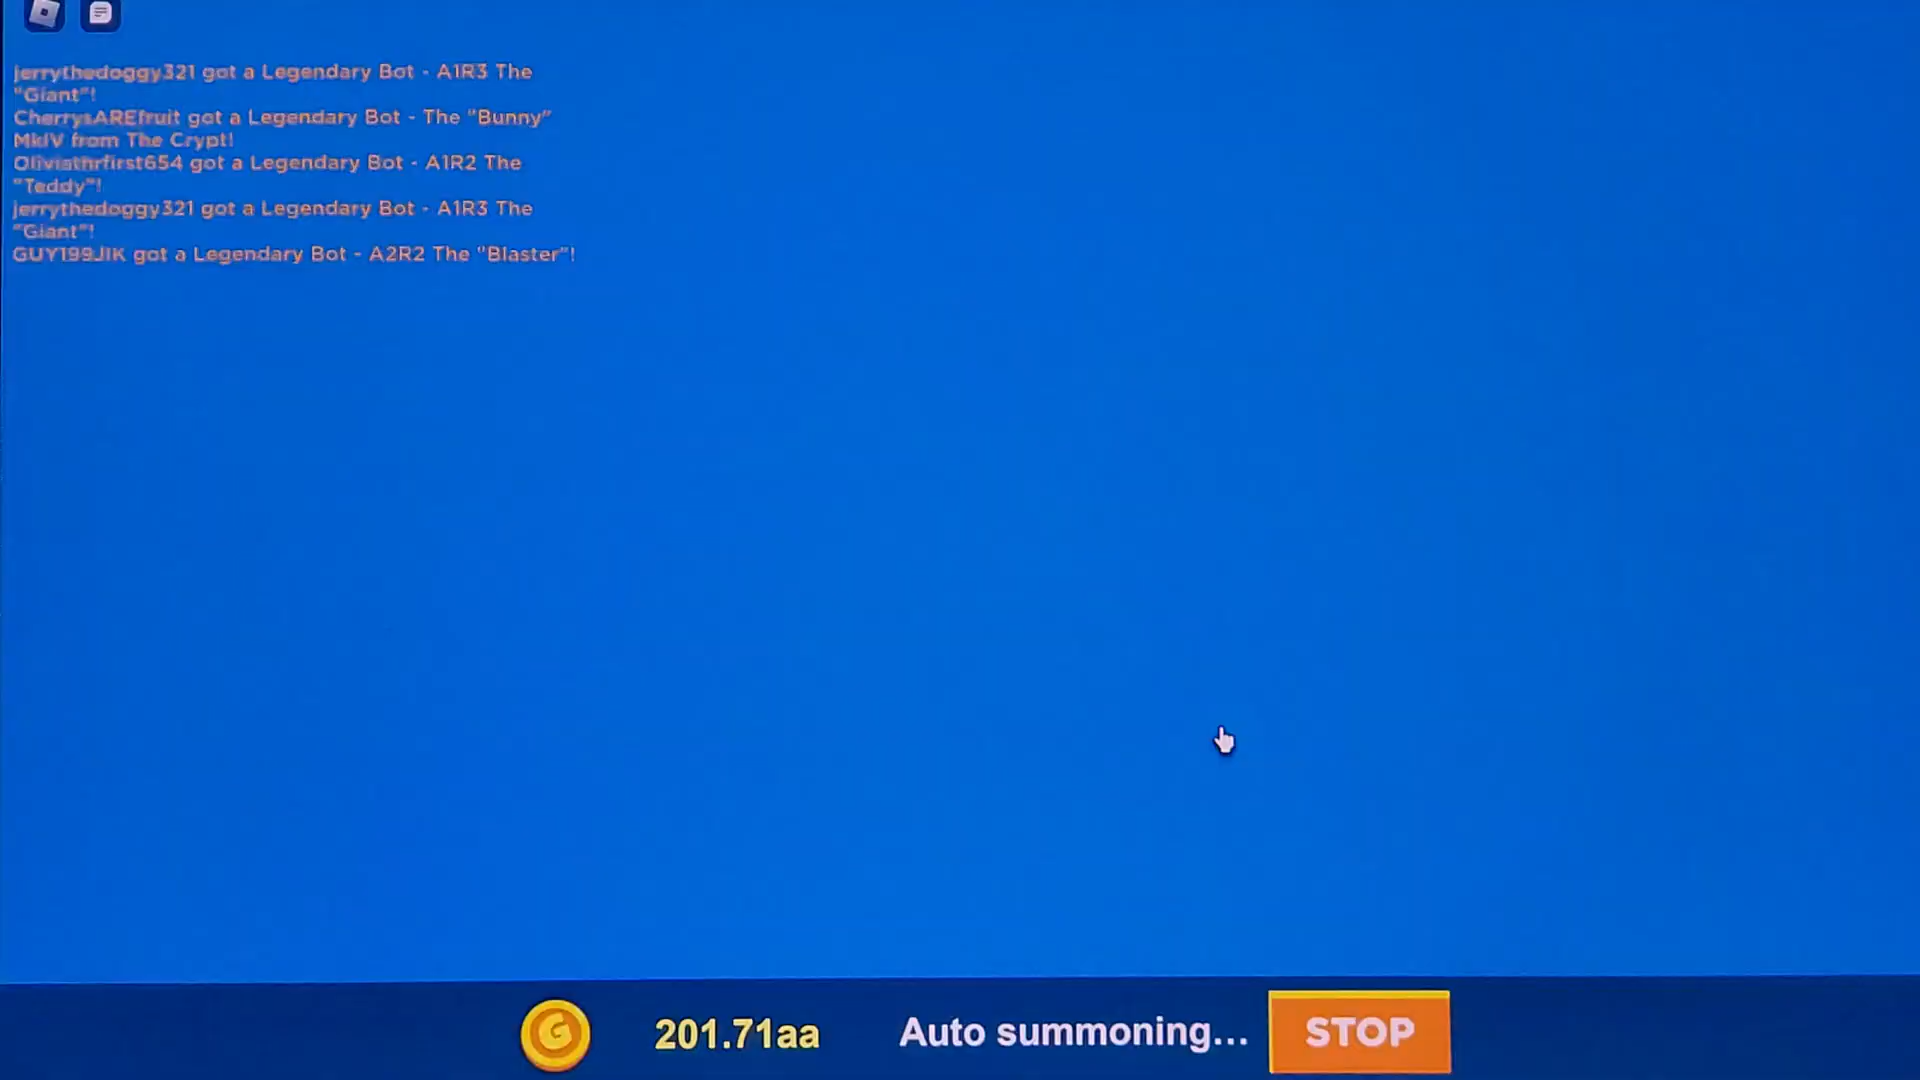 jerrythedoggy321 got a Legendary Bot - A1R3 The
"Giant"!
CherrysAREfruit got a Legendary Bot - The "Bunny"
MkIV from The Crypt!
Oliviathrfirst654 got a Legendary Bot - A1R2 The
"Teddy"!
jerrythedoggy321 got a Legendary Bot - A1R3 The
"Giant"!
GUY199JIK got a Legendary Bot - A2R2 The "Blaster"!
G
201.71aa
Auto summoning...
STOP